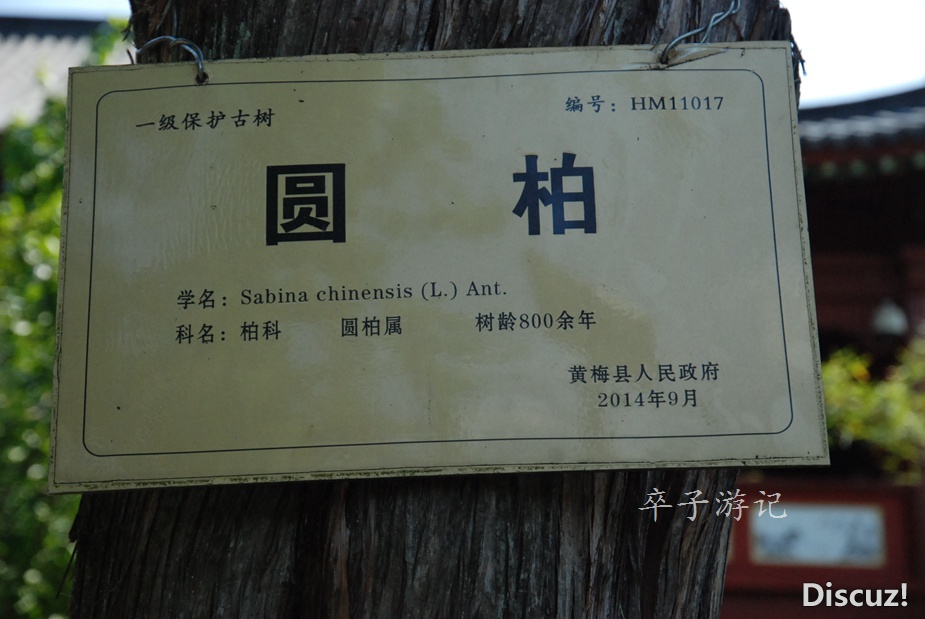 一级保护古树
编号：HM11017
圆柏
学名：Sabina chinensis (L.) Ant.
科名：柏科 圆柏属 树龄800余年
黄梅县人民政府
2014年9月
卒子游记
Discuz!